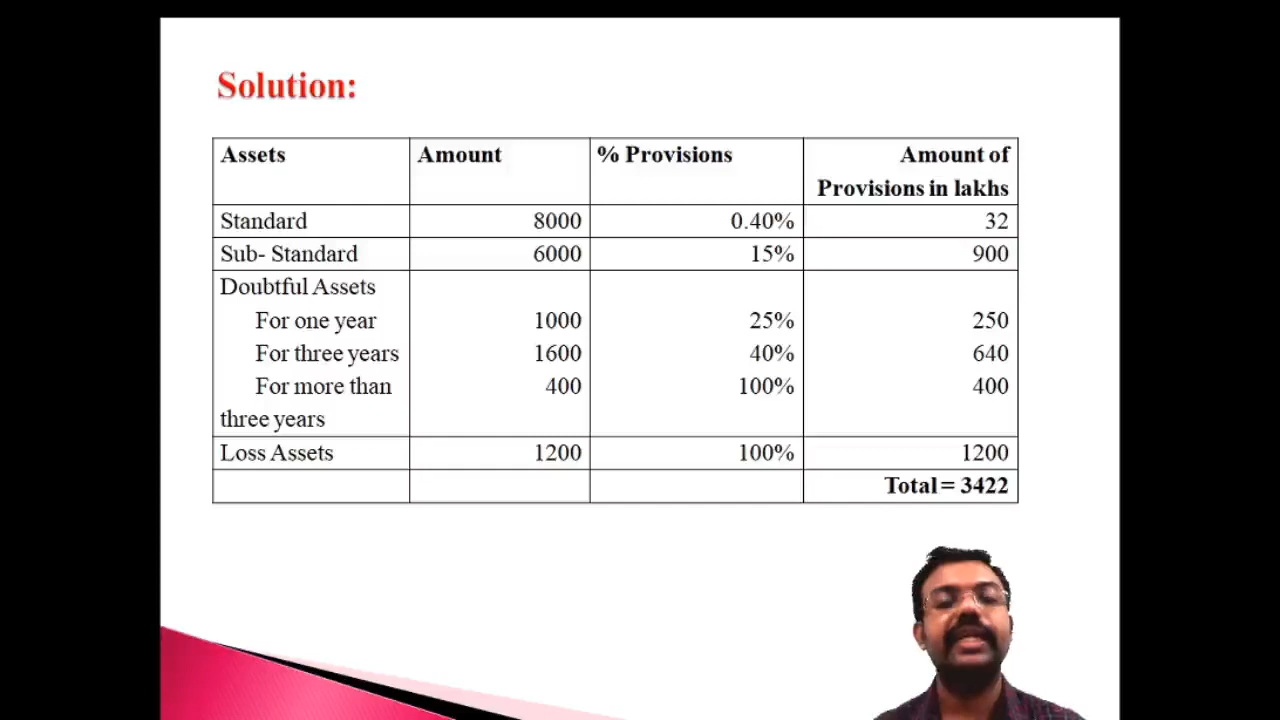 Solution:
Assets Amount % Provisions Amount of
Provisions in lakhs
Standard 8000 0.40% 32
Sub- Standard 6000 15% 900
Doubtful Assets
For one year 1000 25% 250
For three years 1600 40% 640
For more than 400 100% 400
three years
Loss Assets 1200 100% 1200
Total = 3422